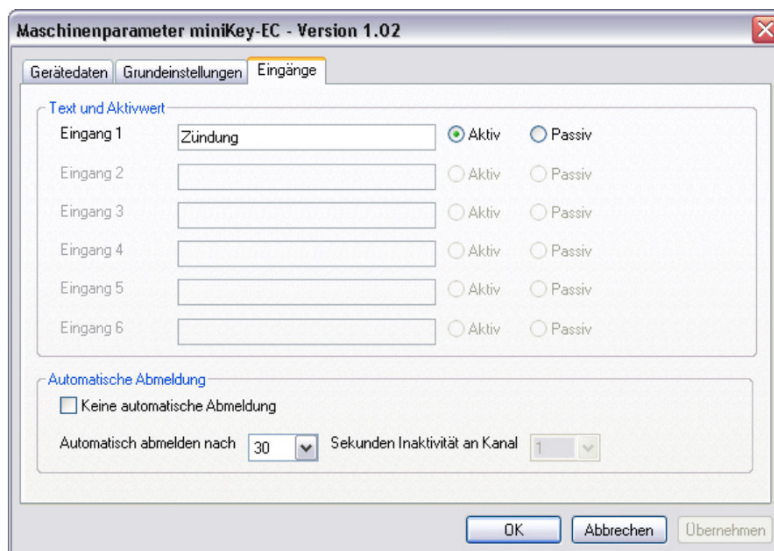 Maschinenparameter miniKey-EC - Version 1.02
Gerätedaten Grundeinstellungen Eingänge
Text und Aktivwert
Eingang 1 Zündung Aktiv Passiv
Eingang 2 Aktiv Passiv
Eingang 3 Aktiv Passiv
Eingang 4 Aktiv Passiv
Eingang 5 Aktiv Passiv
Eingang 6 Aktiv Passiv
Automatische Abmeldung
Keine automatische Abmeldung
Automatisch abmelden nach 30 Sekunden Inaktivität an Kanal 1
OK Abbrechen Übernehmen